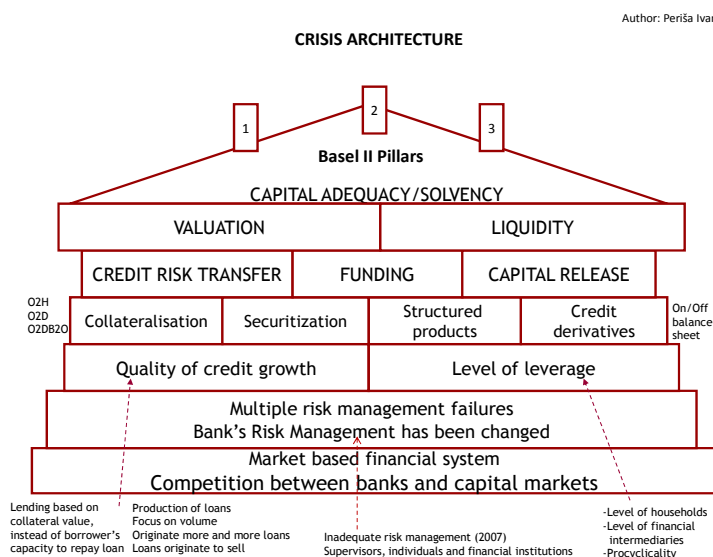 Author: Periša Ivan
CRISIS ARCHITECTURE
1
2
3
Basel II Pillars
CAPITAL ADEQUACY/SOLVENCY
VALUATION
LIQUIDITY
CREDIT RISK TRANSFER
FUNDING
CAPITAL RELEASE
O2H
O2D
O2DB2O
Collateralisation
Securitization
Structured
products
Credit
derivatives
On/Off
balance
sheet
Quality of credit growth
Level of leverage
Multiple risk management failures
Bank's Risk Management has been changed
Market based financial system
Competition between banks and capital markets
Lending based on
collateral value,
instead of borrower's
capacity to repay loan
Production of loans
Focus on volume
Originate more and more loans
Loans originate to sell
Inadequate risk management (2007)
Supervisors, individuals and financial institutions
-Level of households
-Level of financial
intermediaries
-Procyclicality